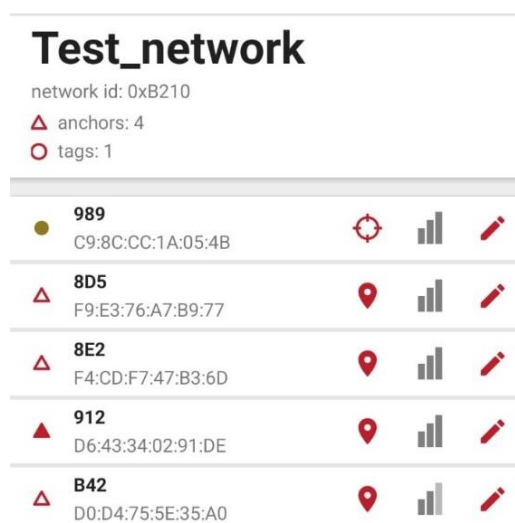 Test_network
network id: 0xB210
anchors: 4
tags: 1
989
C9:8C:CC:1A:05:4B
8D5
F9:E3:76:A7:B9:77
8E2
F4:CD:F7:47:B3:6D
912
D6:43:34:02:91:DE
B42
D0:D4:75:5E:35:A0